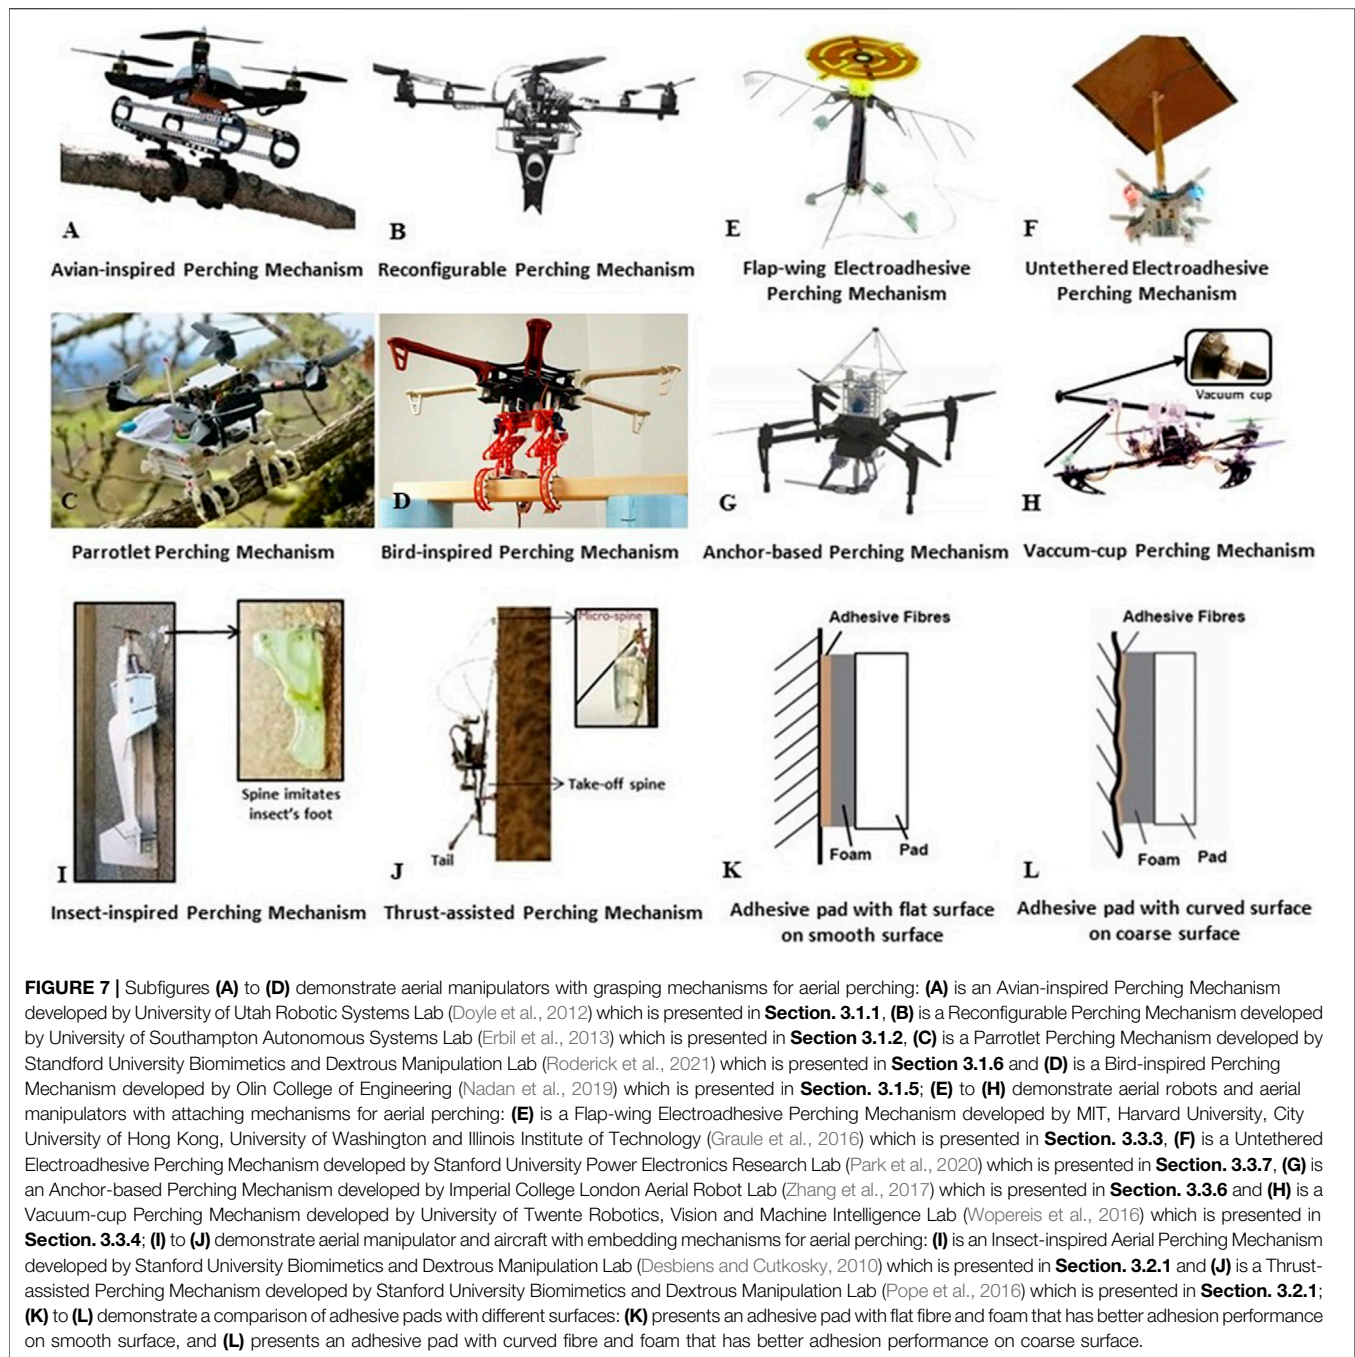 A
B
E
F
Avian-inspired Perching Mechanism
Reconfigurable Perching Mechanism
Flap-wing Electroadhesive
Perching Mechanism
Untethered Electroadhesive
Perching Mechanism
Vacuum cup
C
D
G
H
Parrotlet Perching Mechanism
Bird-inspired Perching Mechanism
Anchor-based Perching Mechanism
Vaccum-cup Perching Mechanism
Spine imitates
insect's foot
I
Micro-spine
Take-off spine
Tail
J
Adhesive Fibres
Foam
Pad
K
Adhesive Fibres
Foam
Pad
L
Insect-inspired Perching Mechanism
Thrust-assisted Perching Mechanism
Adhesive pad with flat surface
on smooth surface
Adhesive pad with curved surface
on coarse surface
FIGURE 7 | Subfigures (A) to (D) demonstrate aerial manipulators with grasping mechanisms for aerial perching: (A) is an Avian-inspired Perching Mechanism
developed by University of Utah Robotic Systems Lab (Doyle et al., 2012) which is presented in Section. 3.1.1, (B) is a Reconfigurable Perching Mechanism developed
by University of Southampton Autonomous Systems Lab (Erbil et al., 2013) which is presented in Section 3.1.2, (C) is a Parrotlet Perching Mechanism developed by
Standford University Biomimetics and Dextrous Manipulation Lab (Roderick et al., 2021) which is presented in Section 3.1.6 and (D) is a Bird-inspired Perching
Mechanism developed by Olin College of Engineering (Nadan et al., 2019) which is presented in Section. 3.1.5; (E) to (H) demonstrate aerial robots and aerial
manipulators with attaching mechanisms for aerial perching: (E) is a Flap-wing Electroadhesive Perching Mechanism developed by MIT, Harvard University, City
University of Hong Kong, University of Washington and Illinois Institute of Technology (Graule et al., 2016) which is presented in Section. 3.3.3, (F) is a Untethered
Electroadhesive Perching Mechanism developed by Stanford University Power Electronics Research Lab (Park et al., 2020) which is presented in Section. 3.3.7, (G) is
an Anchor-based Perching Mechanism developed by Imperial College London Aerial Robot Lab (Zhang et al., 2017) which is presented in Section. 3.3.6 and (H) is a
Vacuum-cup Perching Mechanism developed by University of Twente Robotics, Vision and Machine Intelligence Lab (Wopereis et al., 2016) which is presented in
Section. 3.3.4; (I) to (J) demonstrate aerial manipulator and aircraft with embedding mechanisms for aerial perching: (I) is an Insect-inspired Aerial Perching Mechanism
developed by Stanford University Biomimetics and Dextrous Manipulation Lab (Desbiens and Cutkosky, 2010) which is presented in Section. 3.2.1 and (J) is a Thrust-
assisted Perching Mechanism developed by Stanford University Biomimetics and Dextrous Manipulation Lab (Pope et al., 2016) which is presented in Section. 3.2.1;
(K) to (L) demonstrate a comparison of adhesive pads with different surfaces: (K) presents an adhesive pad with flat fibre and foam that has better adhesion performance
on smooth surface, and (L) presents an adhesive pad with curved fibre and foam that has better adhesion performance on coarse surface.